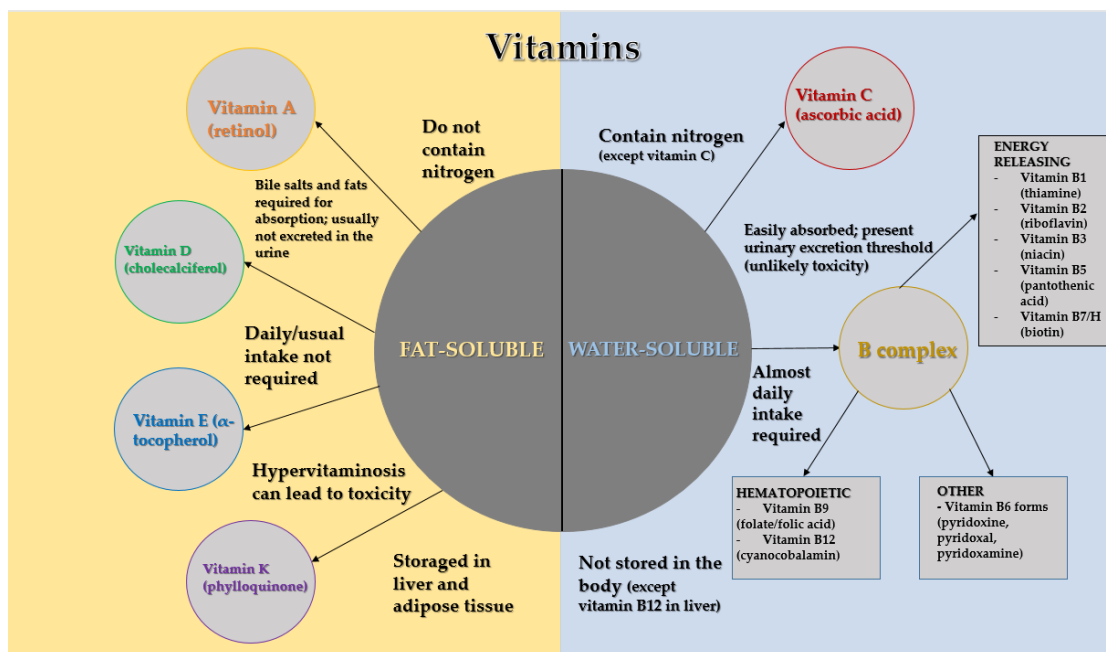 Vitamins
Vitamin A
(retinol)
Do not
contain
nitrogen
Bile salts and fats
required for
absorption; usually
not excreted in the
urine
Vitamin D
(cholecalciferol)
Daily/usual
intake not
required
FAT-SOLUBLE
Vitamin E (α-
tocopherol)
Hypervitaminosis
can lead to toxicity
Vitamin K
(phylloquinone)
Storaged in
liver and
adipose tissue
Contain nitrogen
(except vitamin C)
Vitamin C
(ascorbic acid)
Easily absorbed; present
urinary excretion threshold
(unlikely toxicity)
WATER-SOLUBLE
B complex
Almost
daily
intake
required
ENERGY
RELEASING
- Vitamin B1
(thiamine)
- Vitamin B2
(riboflavin)
- Vitamin B3
(niacin)
- Vitamin B5
(pantothenic
acid)
- Vitamin B7/H
(biotin)
HEMATOPOIETIC
- Vitamin B9
(folate/folic acid)
- Vitamin B12
(cyanocobalamin)
OTHER
- Vitamin B6 forms
(pyridoxine,
pyridoxal,
pyridoxamine)
Not stored in the
body (except
vitamin B12 in liver)